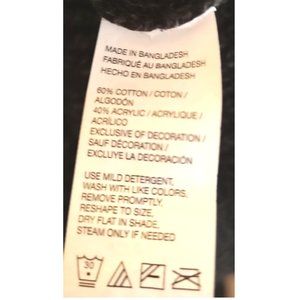 MADE IN BANGLADESH
FABRIQUÉ AU BANGLADESH
HECHO EN BANGLADESH
60% COTTON / COTON /
ALGODÓN
40% ACRYLIC / ACRYLIQUE /
ACRÍLICO
EXCLUSIVE OF DECORATION /
SAUF DÉCORATION /
EXCLUYE LA DECORACIÓN
USE MILD DETERGENT,
WASH WITH LIKE COLORS,
REMOVE PROMPTLY,
RESHAPE TO SIZE,
DRY FLAT IN SHADE,
STEAM ONLY IF NEEDED
30